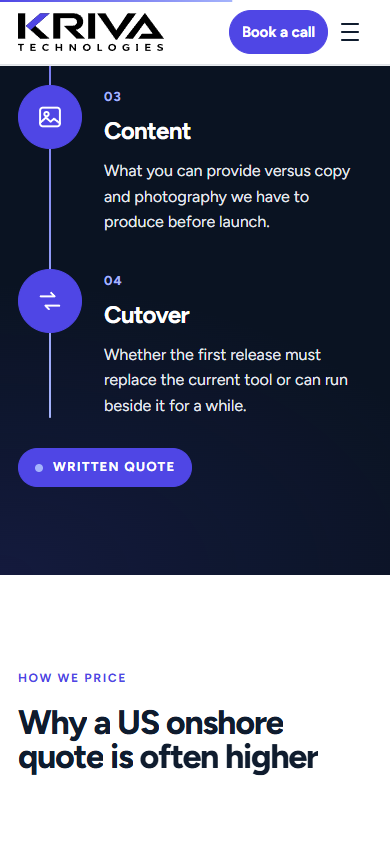 KRIVA
TECHNOLOGIES
Book a call
03
Content
What you can provide versus copy
and photography we have to
produce before launch.
04
Cutover
Whether the first release must
replace the current tool or can run
beside it for a while.
WRITTEN QUOTE
HOW WE PRICE
Why a US onshore
quote is often higher